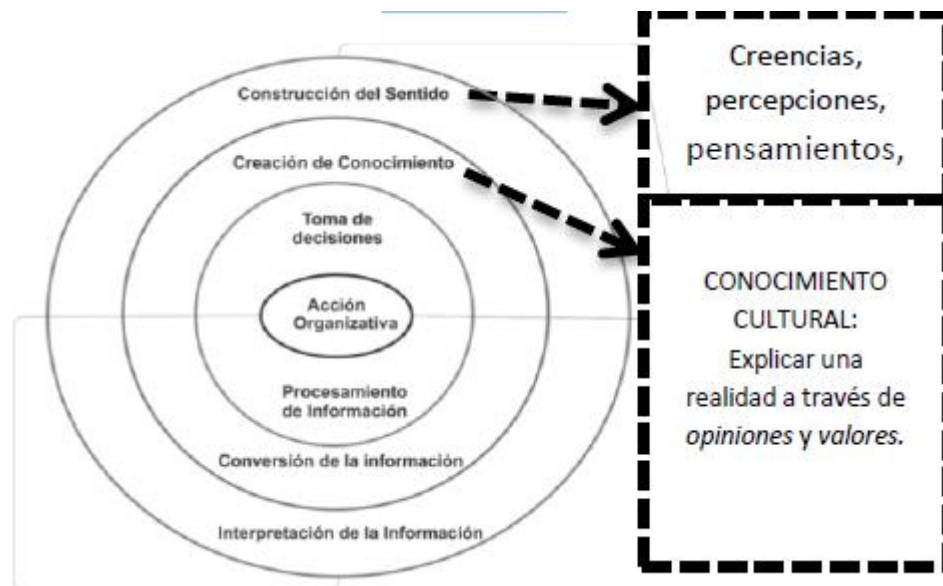 Construcción del Sentido
Creación de Conocimiento
Toma de
decisiones
Acción
Organizativa
Procesamiento
de Información
Conversión de la información
Interpretación de la Información
Creencias,
percepciones,
pensamientos,
CONOCIMIENTO
CULTURAL:
Explicar una
realidad a través de
opiniones y valores.